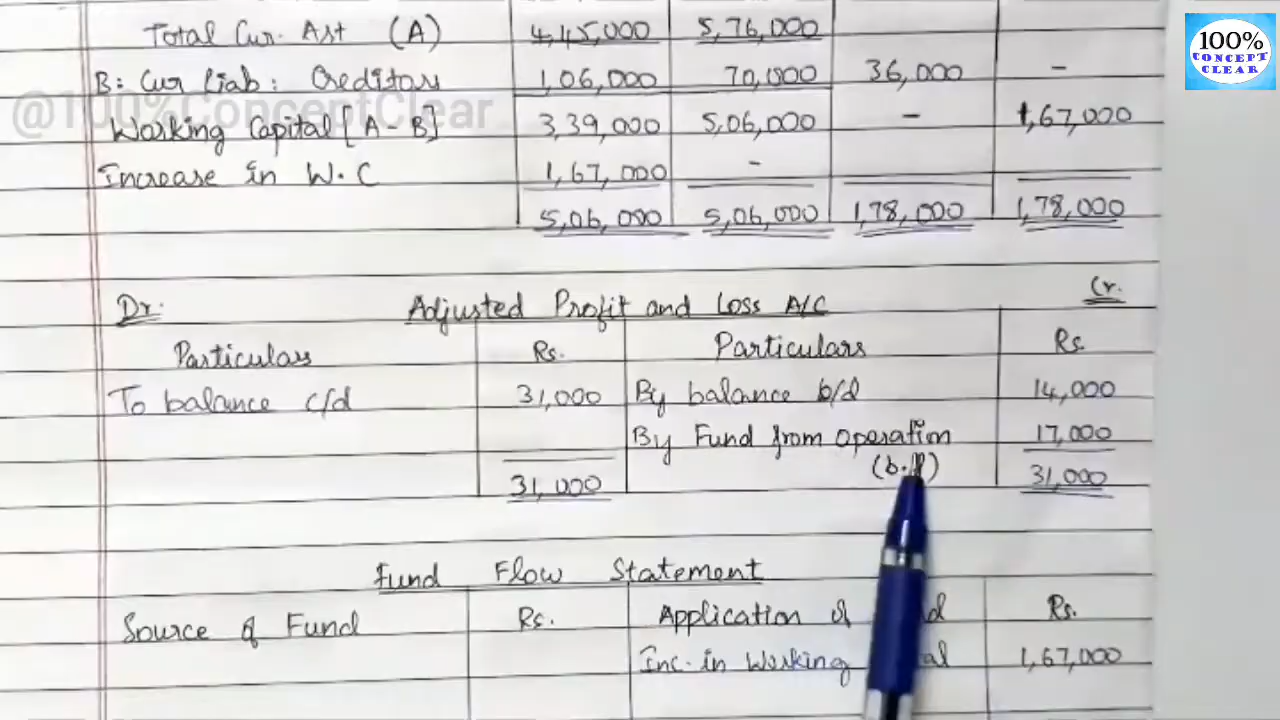 100%
CONCEPT
CLEAR
Total Cur. Ast (A) 4,45,000 5,76,000
B: Cur liab: Creditors 1,06,000 70,000 36,000 -
@100%ConceptClear
Working Capital [A-B] 3,39,000 5,06,000 - 1,67,000
Increase in W.C 1,67,000 -
5,06,000 5,06,000 1,78,000 1,78,000
Dr. Adjusted Profit and Loss A/C Cr.
Particulars Rs. Particulars Rs
To balance c/d 31,000 By balance b/d 14,000
By Fund from operation 17,000
31,000 31,000
Fund Flow Statement
Source of Fund Rs. Application of Rs.
Inc. in Working 1,67,000